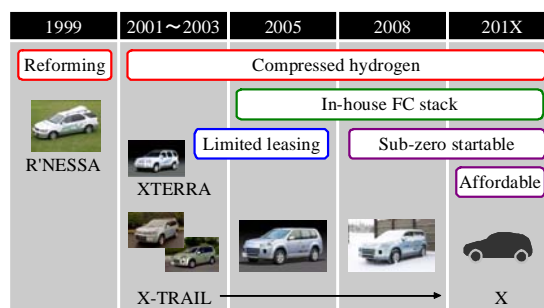 1999 2001～2003 2005 2008 201X
Reforming Compressed hydrogen
In-house FC stack
R'NESSA Limited leasing Sub-zero startable
XTERRA Affordable
X-TRAIL X